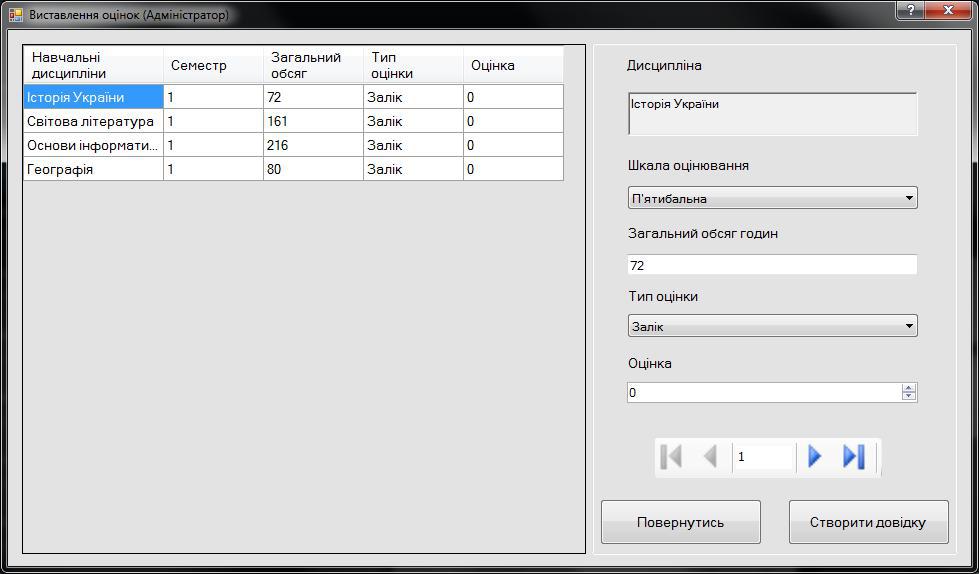 Виставлення оцінок (Адміністратор)
?
Навчальні дисципліни Семестр Загальний обсяг Тип оцінки Оцінка
Історія України 1 72 Залік 0
Світова література 1 161 Залік 0
Основи інформати... 1 216 Залік 0
Географія 1 80 Залік 0
Дисципліна
Історія України
Шкала оцінювання
П'ятибальна
Загальний обсяг годин
72
Тип оцінки
Залік
Оцінка
0
1
Повернутись
Створити довідку